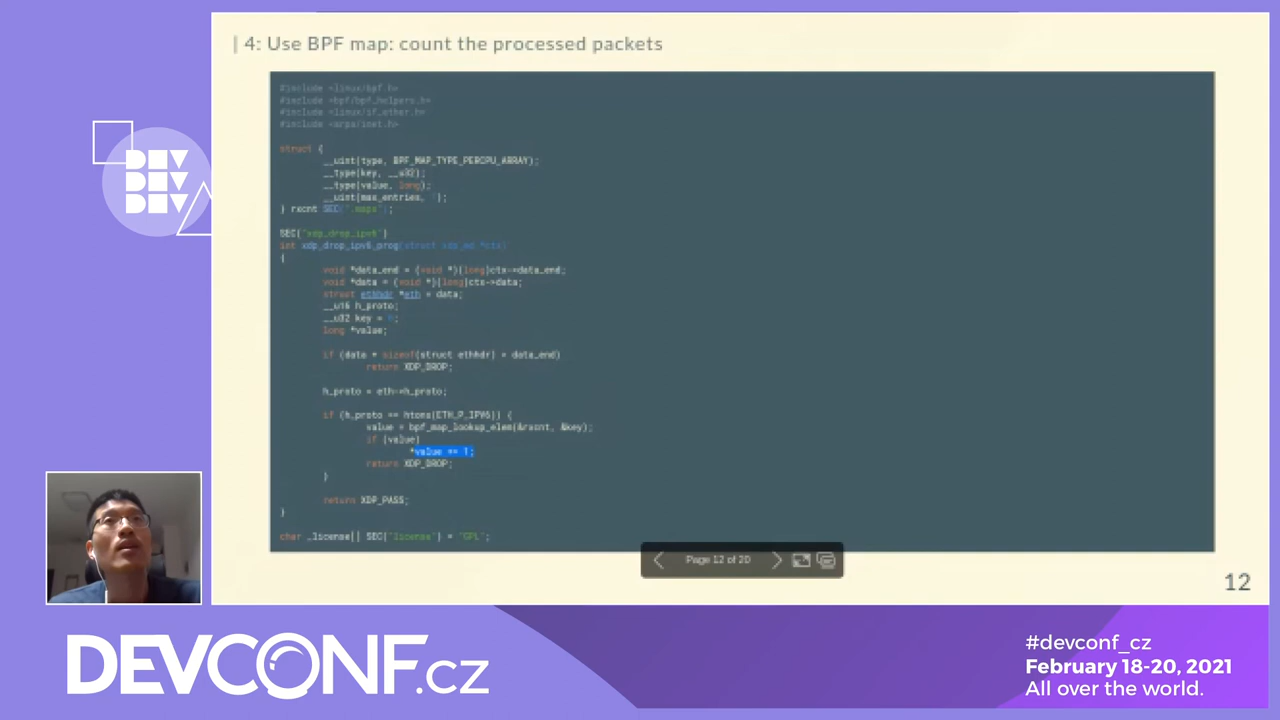 | 4: Use BPF map: count the processed packets
#include <linux/bpf.h>
#include <bpf/bpf_helpers.h>
#include <linux/if_ether.h>
#include <arpa/inet.h>
struct {
__uint(type, BPF_MAP_TYPE_PERCPU_ARRAY);
__type(key, __u32);
__type(value, long);
__uint(max_entries, );
} rxcnt SEC(".maps");
SEC("xdp_drop_ipv6")
int xdp_drop_ipv6_prog(struct xdp_md *ctx)
{
void *data_end = (void *)(long)ctx->data_end;
void *data = (void *)(long)ctx->data;
struct ethhdr *eth = data;
__u16 h_proto;
__u32 key = 0;
long *value;
if (data + sizeof(struct ethhdr) > data_end)
return XDP_DROP;
h_proto = eth->h_proto;
if (h_proto == htons(ETH_P_IPV6)) {
value = bpf_map_lookup_elem(&rxcnt, &key);
if (value)
*value += 1;
return XDP_DROP;
}
return XDP_PASS;
}
char _license[] SEC("license") = "GPL";
Page 12 of 20
12
DEV
DEV
DEV
DEVCONF.cz
#devconf_cz
February 18-20, 2021
All over the world.